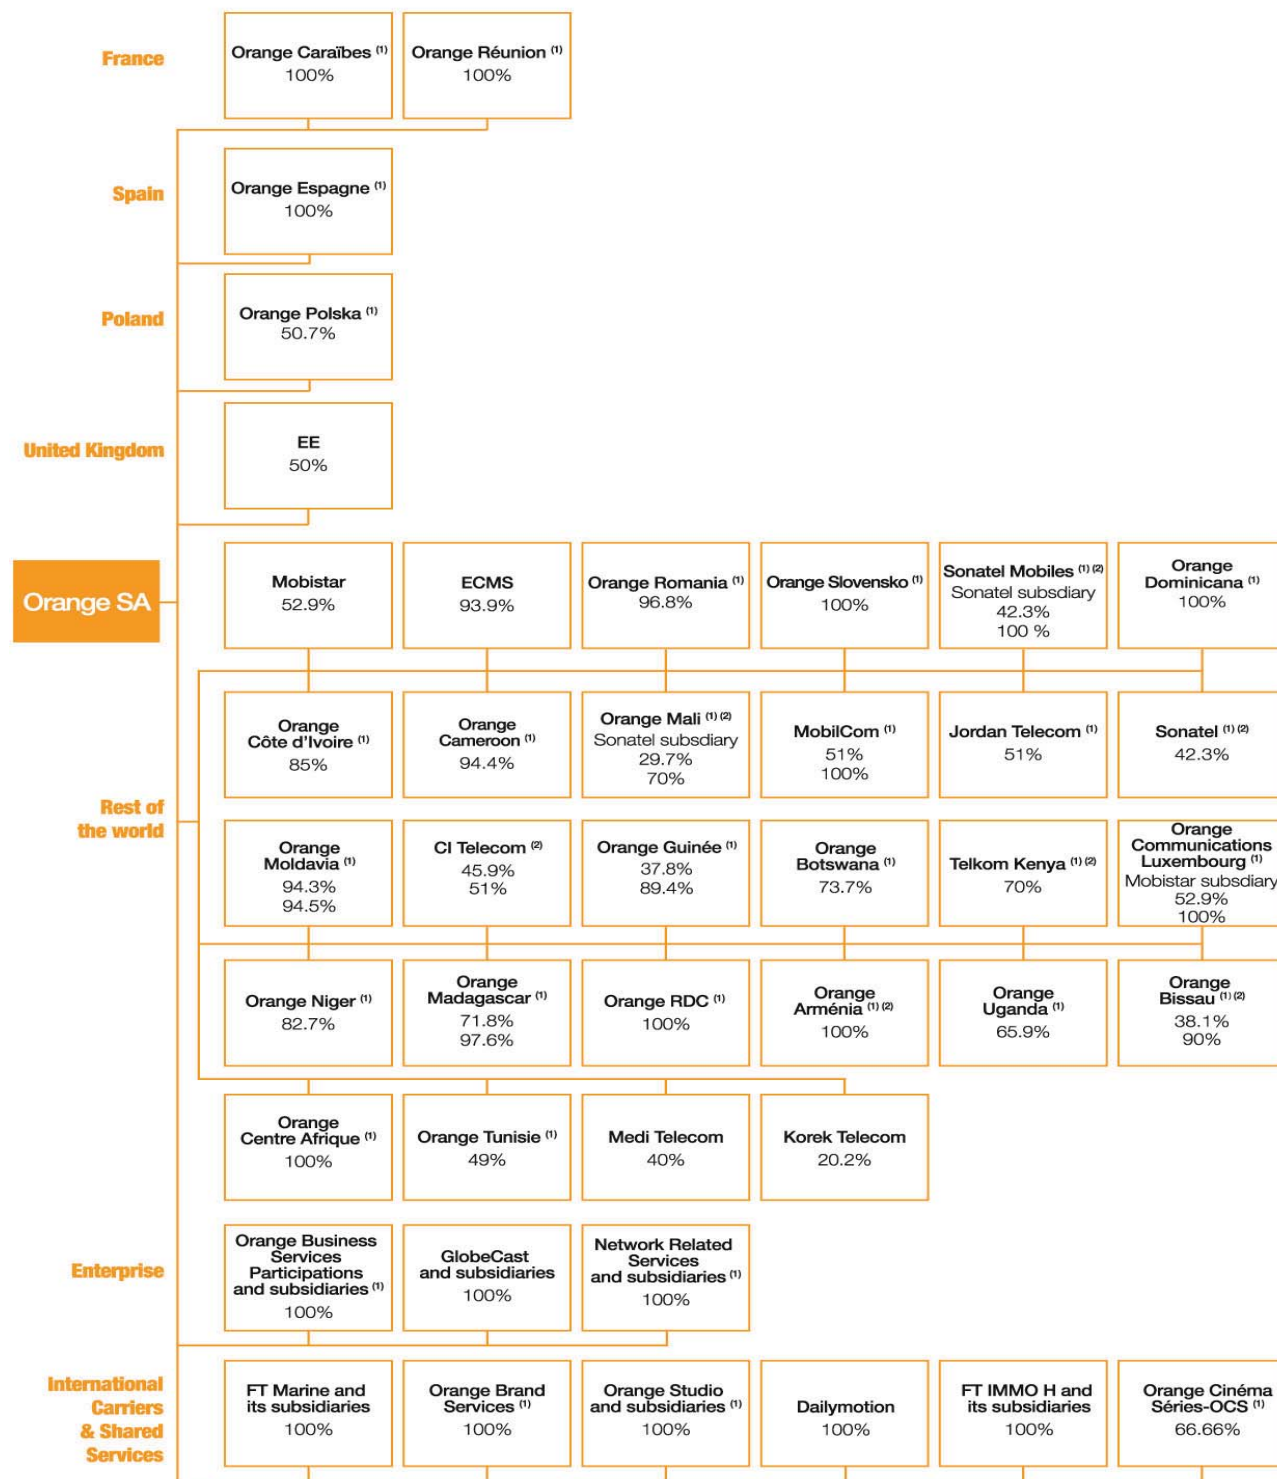 France
Orange Caraïbes (1)
100%
Orange Réunion (1)
100%
Spain
Orange Espagne (1)
100%
Poland
Orange Polska (1)
50.7%
United Kingdom
EE
50%
Orange SA
Mobistar
52.9%
ECMS
93.9%
Orange Romania (1)
96.8%
Orange Slovensko (1)
100%
Sonatel Mobiles (1) (2)
Sonatel subsdiary
42.3%
100 %
Orange
Dominicana (1)
100%
Rest of
the world
Orange
Côte d'Ivoire (1)
85%
Orange
Cameroon (1)
94.4%
Orange Mali (1) (2)
Sonatel subsdiary
29.7%
70%
MobilCom (1)
51%
100%
Jordan Telecom (1)
51%
Sonatel (1) (2)
42.3%
Orange
Moldavia (1)
94.3%
94.5%
CI Telecom (2)
45.9%
51%
Orange Guinée (1)
37.8%
89.4%
Orange
Botswana (1)
73.7%
Telkom Kenya (1) (2)
70%
Orange
Communications
Luxembourg (1)
Mobistar subsdiary
52.9%
100%
Orange Niger (1)
82.7%
Orange
Madagascar (1)
71.8%
97.6%
Orange RDC (1)
100%
Orange
Arménia (1) (2)
100%
Orange
Uganda (1)
65.9%
Orange
Bissau (1) (2)
38.1%
90%
Orange
Centre Afrique (1)
100%
Orange Tunisie (1)
49%
Medi Telecom
40%
Korek Telecom
20.2%
Enterprise
Orange Business
Services
Participations
and subsidiaries (1)
100%
GlobeCast
and subsidiaries
100%
Network Related
Services
and subsidiaries (1)
100%
International
Carriers
& Shared
Services
FT Marine and
its subsidiaries
100%
Orange Brand
Services (1)
100%
Orange Studio
and subsidiaries (1)
100%
Dailymotion
100%
FT IMMO H and
its subsidiaries
100%
Orange Cinéma
Séries-OCS (1)
66.66%